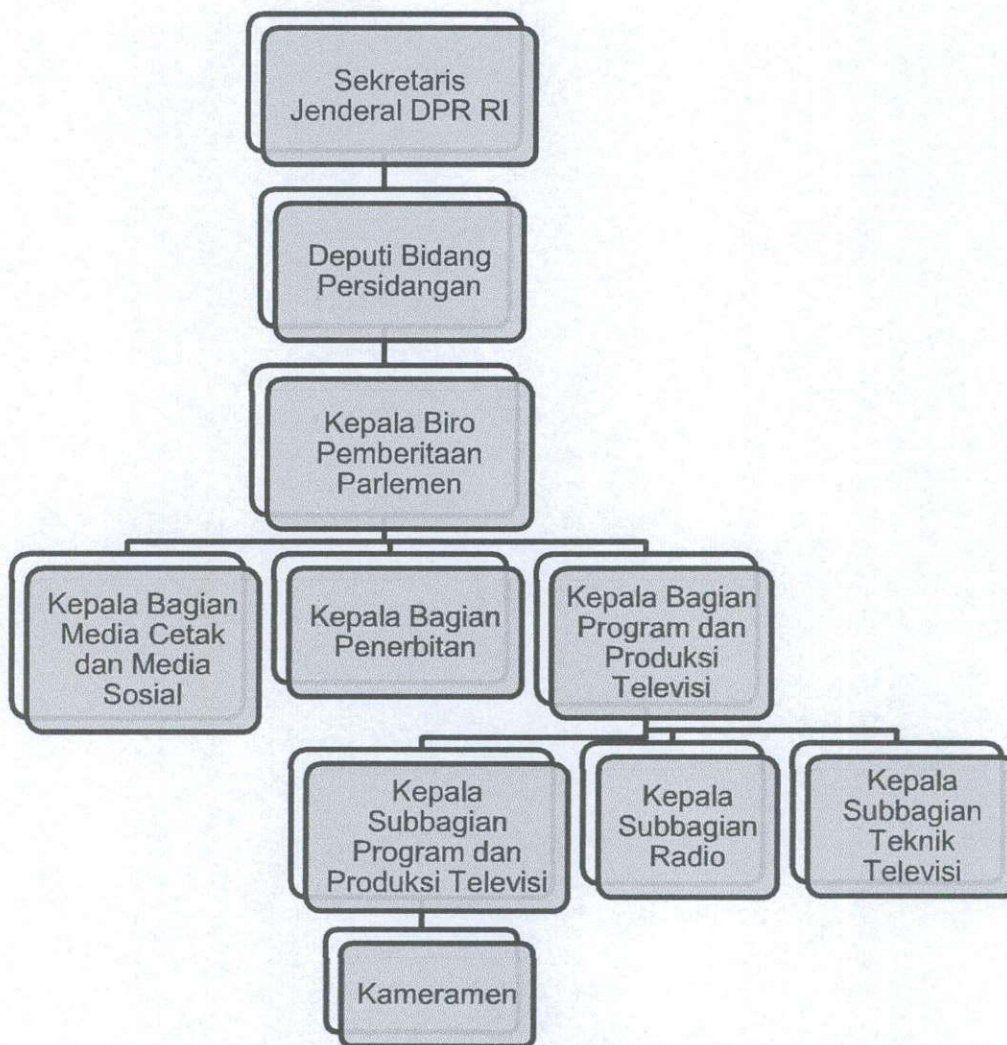 Sekretaris
Jenderal DPR RI
Deputi Bidang
Persidangan
Kepala Biro
Pemberitaan
Parlemen
Kepala Bagian
Media Cetak
dan Media
Sosial
Kepala Bagian
Penerbitan
Kepala Bagian
Program dan
Produksi
Televisi
Kepala
Subbagian
Program dan
Produksi Televisi
Kepala
Subbagian
Radio
Kepala
Subbagian
Teknik
Televisi
Kameramen